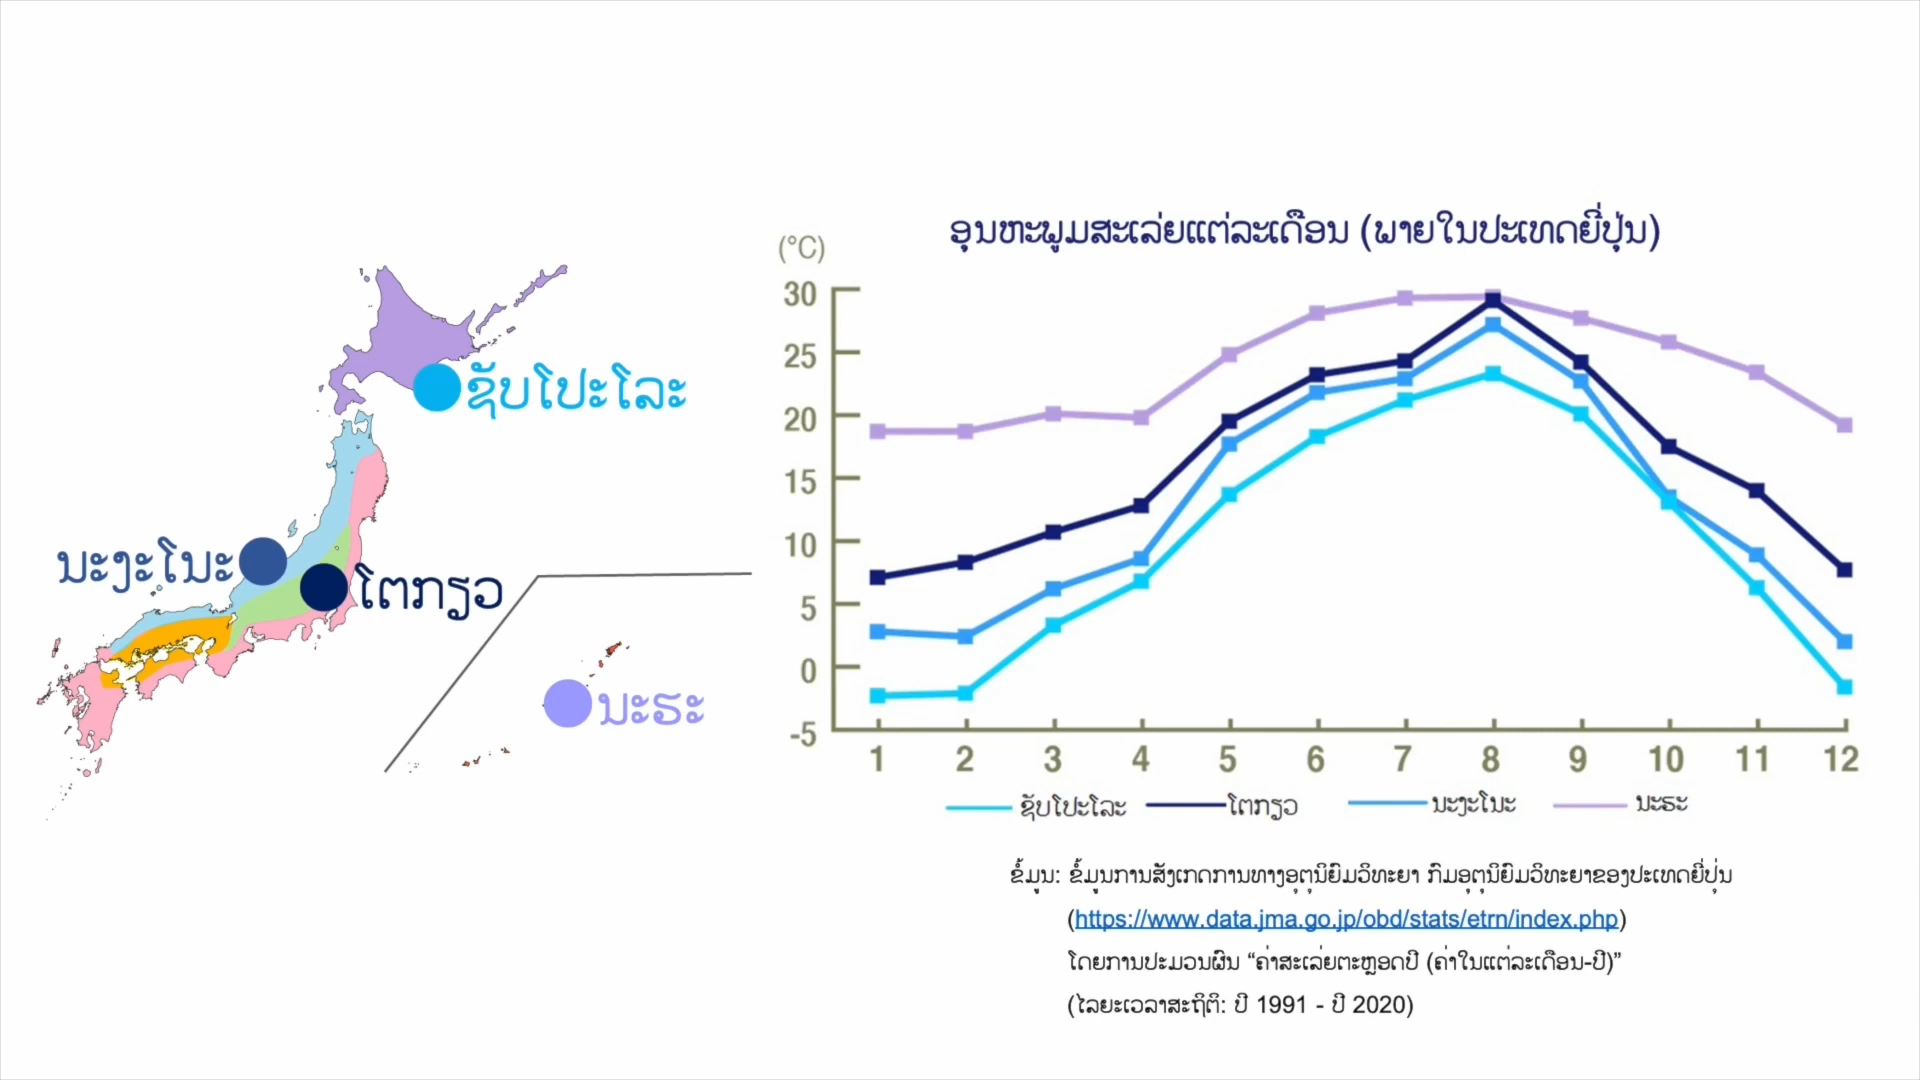 ອຸນຫະພູມສະເລ່ຍແຕ່ລະເດືອນ (ພາຍໃນປະເທດຍີ່ປຸ່ນ)
(°C)
30
25
20
15
10
5
0
-5
1 2 3 4 5 6 7 8 9 10 11 12
ຊັບໂປະໂລະ
ນະງະໂນະ
ໂຕກຽວ
ນະຮະ
ຊັບໂປະໂລະ ໂຕກຽວ ນະງະໂນະ ນະຮະ
ຂໍ້ມູນ: ຂໍ້ມູນການສັງເກດການທາງອຸຕຸນິຍົມວິທະຍາ ກົມອຸຕຸນິຍົມວິທະຍາຂອງປະເທດຍີ່ປຸ່ນ
(https://www.data.jma.go.jp/obd/stats/etrn/index.php)
ໂດຍການປະມວນຜົນ “ຄ່າສະເລ່ຍຕະຫຼອດປີ (ຄ່າໃນແຕ່ລະເດືອນ-ປີ)”
(ໄລຍະເວລາສະຖິຕິ: ປີ 1991 - ປີ 2020)